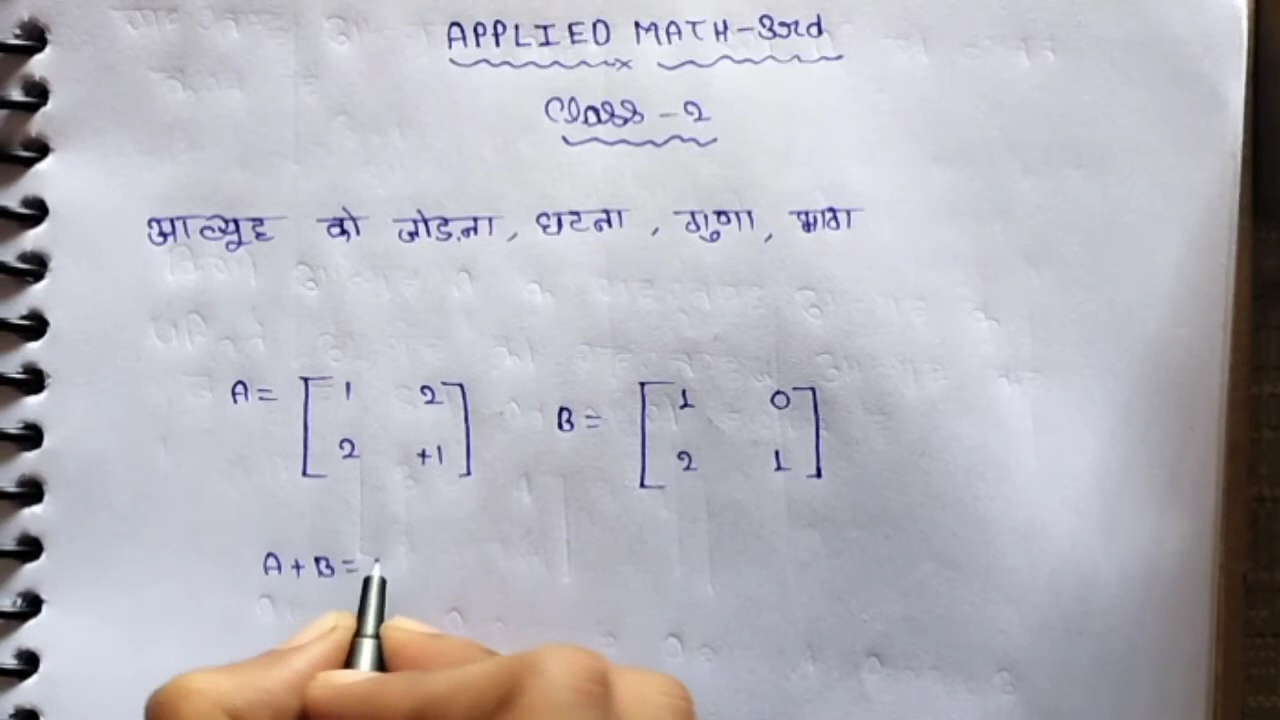 APPLIED MATH-3rd
Class - 2
आव्यूह को जोड़ना, घटना, गुणा, भाग
A = [ 1 2 B = [ 1 0
2 +1 ] 2 1 ]
A + B =